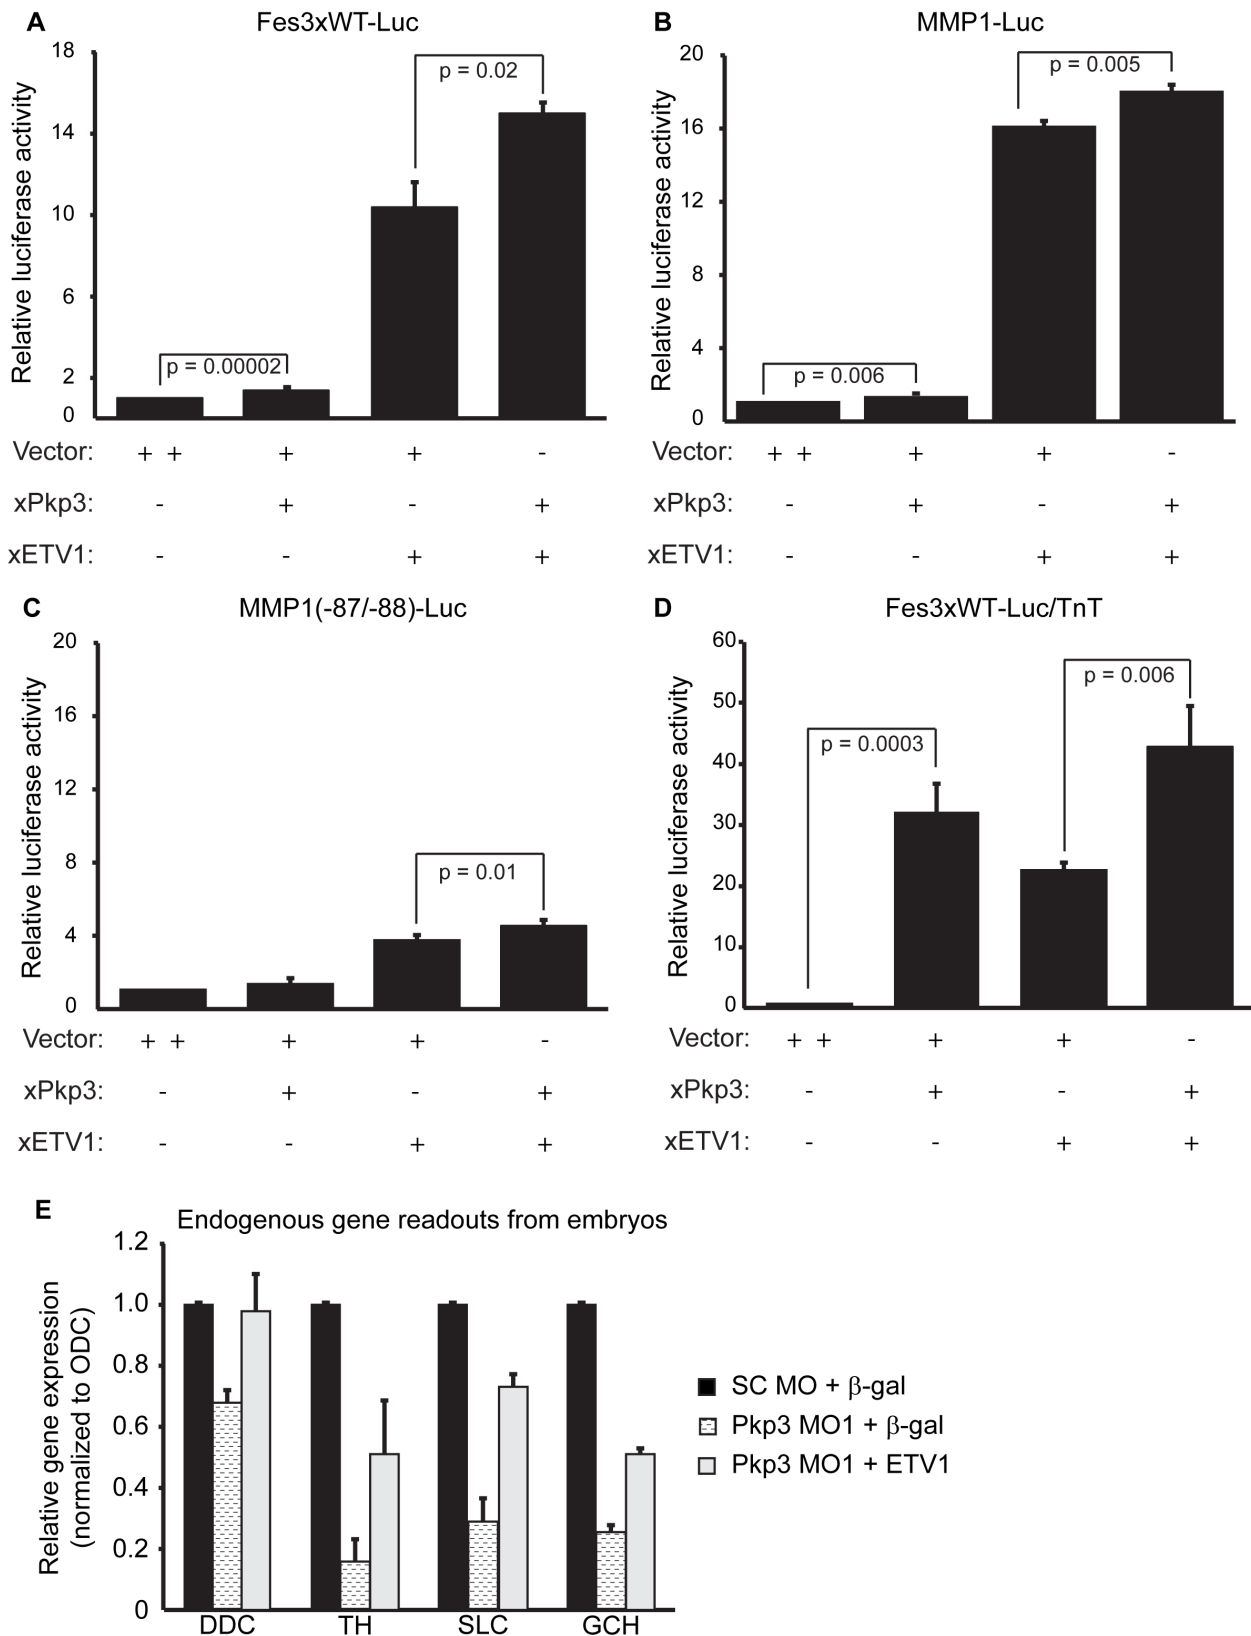 A Fes3xWT-Luc
Relative luciferase activity
18
14
10
6
2
0
p = 0.02
p = 0.00002
Vector: + + + + -
xPkp3: - + - +
xETV1: - - + +
B MMP1-Luc
Relative luciferase activity
20
16
12
8
4
0
p = 0.005
p = 0.006
Vector: + + + + -
xPkp3: - + - +
xETV1: - - + +
C MMP1(-87/-88)-Luc
Relative luciferase activity
20
16
12
8
4
0
p = 0.01
Vector: + + + + -
xPkp3: - + - +
xETV1: - - + +
D Fes3xWT-Luc/TnT
Relative luciferase activity
60
50
40
30
20
10
0
p = 0.006
p = 0.0003
Vector: + + + + -
xPkp3: - + - +
xETV1: - - + +
E Endogenous gene readouts from embryos
Relative gene expression
(normalized to ODC)
1.2
1.0
0.8
0.6
0.4
0.2
0
DDC TH SLC GCH
SC MO + β-gal
Pkp3 MO1 + β-gal
Pkp3 MO1 + ETV1